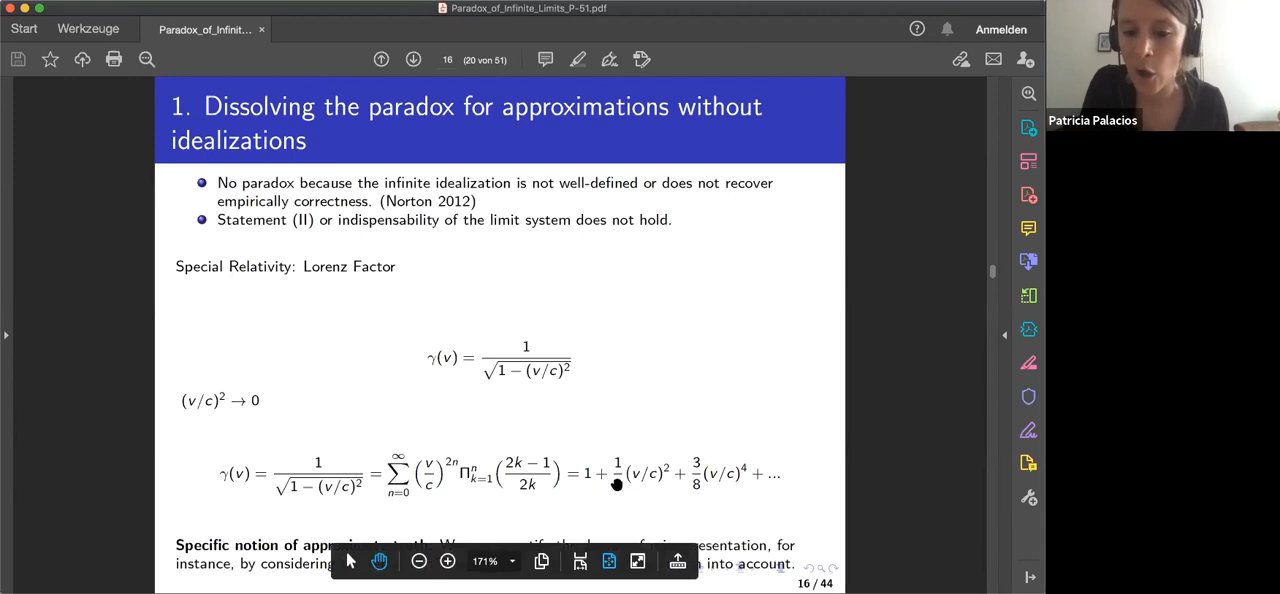 Paradox_of_Infinite_Limits_P-51.pdf
Start Werkzeuge Paradox_of_Infinit... × Anmelden
16 (20 von 51)
Patricia Palacios
1. Dissolving the paradox for approximations without
idealizations
No paradox because the infinite idealization is not well-defined or does not recover
empirically correctness. (Norton 2012)
Statement (II) or indispensability of the limit system does not hold.
Special Relativity: Lorenz Factor
γ(v) = 1 / √(1 − (v/c)²)
(v/c)² → 0
γ(v) = 1 / √(1 − (v/c)²) = ∑_{n=0}^{∞} (v/c)^{2n} Π_{k=1}^{n} ((2k − 1) / 2k) = 1 + 1/2 (v/c)² + 3/8 (v/c)⁴ + ...
Specific notion of resentation, for
instance, by considering into account.
171%
16 / 44